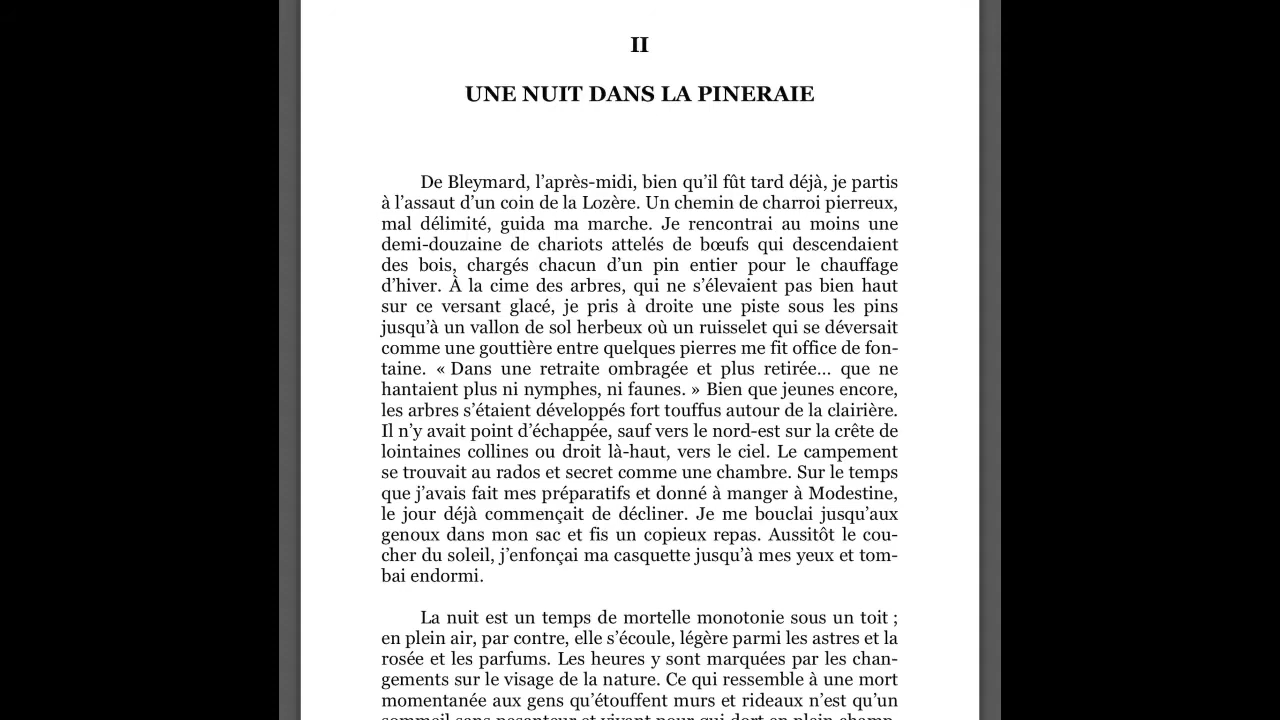 II
UNE NUIT DANS LA PINERAIE
De Bleymard, l’après-midi, bien qu’il fût tard déjà, je partis
à l’assaut d’un coin de la Lozère. Un chemin de charroi pierreux,
mal délimité, guida ma marche. Je rencontrai au moins une
demi-douzaine de chariots attelés de bœufs qui descendaient
des bois, chargés chacun d’un pin entier pour le chauffage
d’hiver. À la cime des arbres, qui ne s’élevaient pas bien haut
sur ce versant glacé, je pris à droite une piste sous les pins
jusqu’à un vallon de sol herbeux où un ruisselet qui se déversait
comme une gouttière entre quelques pierres me fit office de fon-
taine. « Dans une retraite ombragée et plus retirée… que ne
hantaient plus ni nymphes, ni faunes. » Bien que jeunes encore,
les arbres s’étaient développés fort touffus autour de la clairière.
Il n’y avait point d’échappée, sauf vers le nord-est sur la crête de
lointaines collines ou droit là-haut, vers le ciel. Le campement
se trouvait au rados et secret comme une chambre. Sur le temps
que j’avais fait mes préparatifs et donné à manger à Modestine,
le jour déjà commençait de décliner. Je me bouclai jusqu’aux
genoux dans mon sac et fis un copieux repas. Aussitôt le cou-
cher du soleil, j’enfonçai ma casquette jusqu’à mes yeux et tom-
bai endormi.
La nuit est un temps de mortelle monotonie sous un toit ;
en plein air, par contre, elle s’écoule, légère parmi les astres et la
rosée et les parfums. Les heures y sont marquées par les chan-
gements sur le visage de la nature. Ce qui ressemble à une mort
momentanée aux gens qu’étouffent murs et rideaux n’est qu’un
sommeil sans pesanteur et vivant pour qui dort en plein champ.